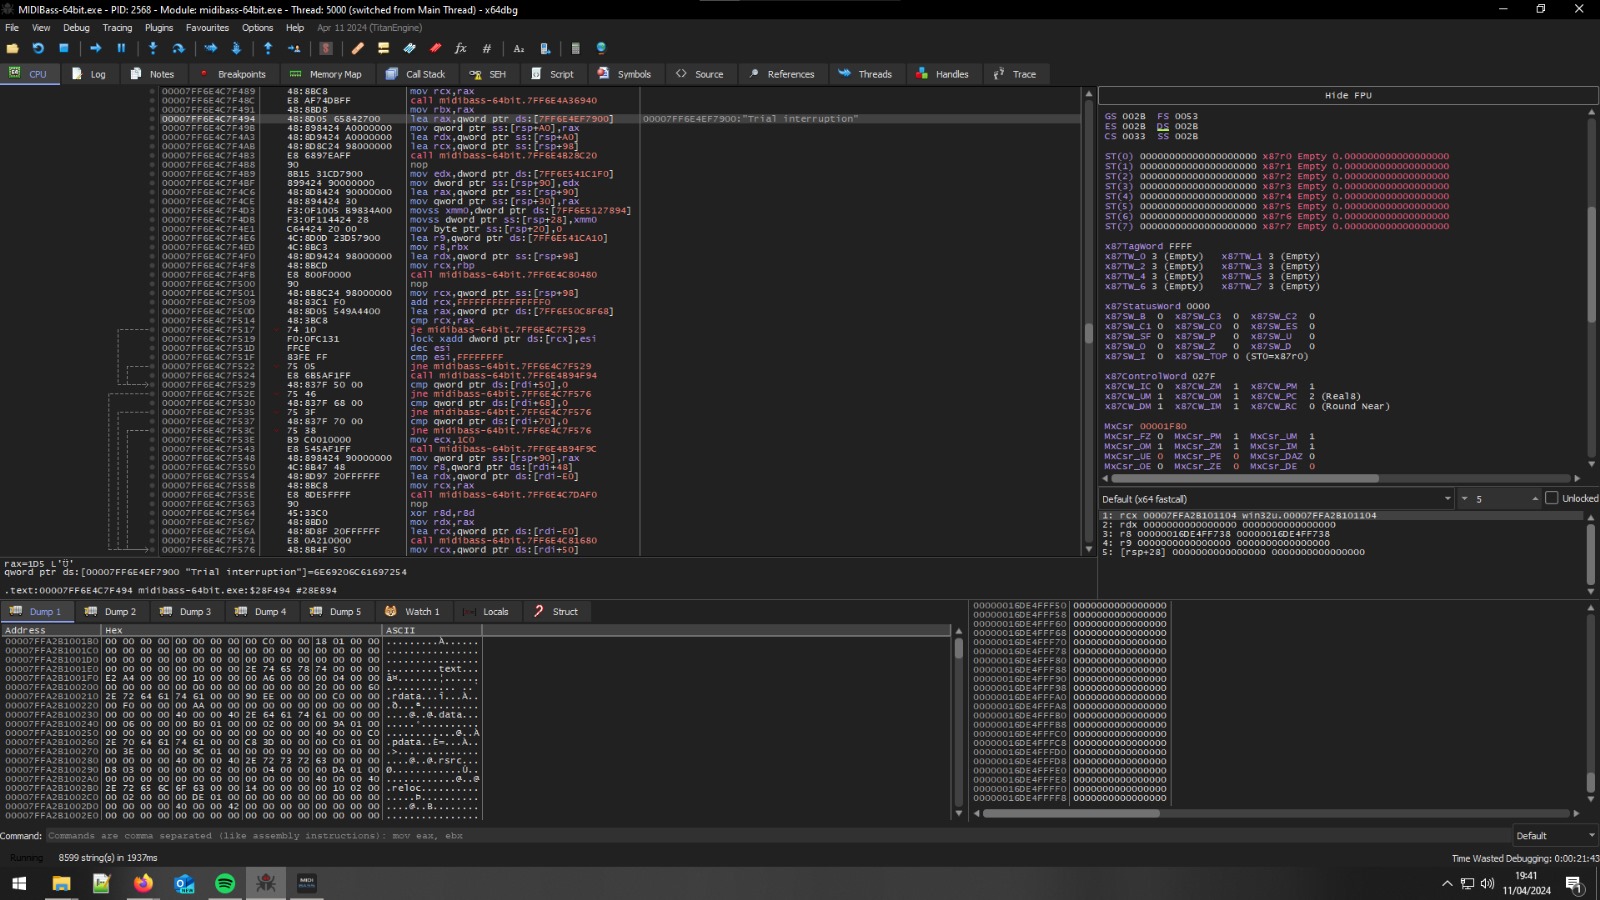 MIDIBass-64bit.exe - PID: 2568 - Module: midibass-64bit.exe - Thread: 5000 (switched from Main Thread) - x64dbg
File View Debug Tracing Plugins Favourites Options Help Apr 11 2024 (TitanEngine)
CPU Log Notes Breakpoints Memory Map Call Stack SEH Script Symbols Source References Threads Handles Trace
00007FF6E4C7F489 48:8BC8 mov rcx,rax
00007FF6E4C7F48C E8 AF74DBFF call midibass-64bit.7FF6E4A36940
00007FF6E4C7F491 48:8BD8 mov rbx,rax
00007FF6E4C7F494 48:8D05 65842700 lea rax,qword ptr ds:[7FF6E4EF7900] 00007FF6E4EF7900:"Trial interruption"
00007FF6E4C7F49B 48:898424 A0000000 mov qword ptr ss:[rsp+A0],rax
00007FF6E4C7F4A3 48:8D9424 A0000000 lea rdx,qword ptr ss:[rsp+A0]
00007FF6E4C7F4AB 48:8D8C24 98000000 lea rcx,qword ptr ss:[rsp+98]
00007FF6E4C7F4B3 E8 6897EAFF call midibass-64bit.7FF6E4B28C20
00007FF6E4C7F4B8 90 nop
00007FF6E4C7F4B9 8B15 31CD7900 mov edx,dword ptr ds:[7FF6E541C1F0]
00007FF6E4C7F4BF 899424 90000000 mov dword ptr ss:[rsp+90],edx
00007FF6E4C7F4C6 48:8D8424 90000000 lea rax,qword ptr ss:[rsp+90]
00007FF6E4C7F4CE 48:894424 30 mov qword ptr ss:[rsp+30],rax
00007FF6E4C7F4D3 F3:0F1005 B9834A00 movss xmm0,dword ptr ds:[7FF6E5127894]
00007FF6E4C7F4DB F3:0F114424 28 movss dword ptr ss:[rsp+28],xmm0
00007FF6E4C7F4E1 C64424 20 00 mov byte ptr ss:[rsp+20],0
00007FF6E4C7F4E6 4C:8D0D 23D57900 lea r9,qword ptr ds:[7FF6E541CA10]
00007FF6E4C7F4ED 4C:8BC3 mov r8,rbx
00007FF6E4C7F4F0 48:8D9424 98000000 lea rdx,qword ptr ss:[rsp+98]
00007FF6E4C7F4F8 48:8BCD mov rcx,rbp
00007FF6E4C7F4FB E8 800F0000 call midibass-64bit.7FF6E4C80480
00007FF6E4C7F500 90 nop
00007FF6E4C7F501 48:8B8C24 98000000 mov rcx,qword ptr ss:[rsp+98]
00007FF6E4C7F509 48:83C1 F0 add rcx,FFFFFFFFFFFFFFF0
00007FF6E4C7F50D 48:8D05 549A4400 lea rax,qword ptr ds:[7FF6E50C8F68]
00007FF6E4C7F514 48:3BC8 cmp rcx,rax
00007FF6E4C7F517 74 10 je midibass-64bit.7FF6E4C7F529
00007FF6E4C7F519 F0:0FC131 lock xadd dword ptr ds:[rcx],esi
00007FF6E4C7F51D FFCE dec esi
00007FF6E4C7F51F 83FE FF cmp esi,FFFFFFFF
00007FF6E4C7F522 75 05 jne midibass-64bit.7FF6E4C7F529
00007FF6E4C7F524 E8 6B5AF1FF call midibass-64bit.7FF6E4B94F94
00007FF6E4C7F529 48:837F 50 00 cmp qword ptr ds:[rdi+50],0
00007FF6E4C7F52E 75 46 jne midibass-64bit.7FF6E4C7F576
00007FF6E4C7F530 48:837F 68 00 cmp qword ptr ds:[rdi+68],0
00007FF6E4C7F535 75 3F jne midibass-64bit.7FF6E4C7F576
00007FF6E4C7F537 48:837F 70 00 cmp qword ptr ds:[rdi+70],0
00007FF6E4C7F53C 75 38 jne midibass-64bit.7FF6E4C7F576
00007FF6E4C7F53E B9 C0010000 mov ecx,1C0
00007FF6E4C7F543 E8 545AF1FF call midibass-64bit.7FF6E4B94F9C
00007FF6E4C7F548 48:898424 90000000 mov qword ptr ss:[rsp+90],rax
00007FF6E4C7F550 4C:8B47 48 mov r8,qword ptr ds:[rdi+48]
00007FF6E4C7F554 48:8D97 20FFFFFF lea rdx,qword ptr ds:[rdi-E0]
00007FF6E4C7F55B 48:8BC8 mov rcx,rax
00007FF6E4C7F55E E8 8DE5FFFF call midibass-64bit.7FF6E4C7DAF0
00007FF6E4C7F563 90 nop
00007FF6E4C7F564 45:33C0 xor r8d,r8d
00007FF6E4C7F567 48:8BD0 mov rdx,rax
00007FF6E4C7F56A 48:8D8F 20FFFFFF lea rcx,qword ptr ds:[rdi-E0]
00007FF6E4C7F571 E8 0A210000 call midibass-64bit.7FF6E4C81680
00007FF6E4C7F576 48:8B4F 50 mov rcx,qword ptr ds:[rdi+50]
Hide FPU
GS 002B FS 0053
ES 002B DS 002B
CS 0033 SS 002B
ST(0) 00000000000000000000 x87r0 Empty 0.000000000000000000
ST(1) 00000000000000000000 x87r1 Empty 0.000000000000000000
ST(2) 00000000000000000000 x87r2 Empty 0.000000000000000000
ST(3) 00000000000000000000 x87r3 Empty 0.000000000000000000
ST(4) 00000000000000000000 x87r4 Empty 0.000000000000000000
ST(5) 00000000000000000000 x87r5 Empty 0.000000000000000000
ST(6) 00000000000000000000 x87r6 Empty 0.000000000000000000
ST(7) 00000000000000000000 x87r7 Empty 0.000000000000000000
x87TagWord FFFF
x87TW_0 3 (Empty) x87TW_1 3 (Empty)
x87TW_2 3 (Empty) x87TW_3 3 (Empty)
x87TW_4 3 (Empty) x87TW_5 3 (Empty)
x87TW_6 3 (Empty) x87TW_7 3 (Empty)
x87StatusWord 0000
x87SW_B 0 x87SW_C3 0 x87SW_C2 0
x87SW_C1 0 x87SW_C0 0 x87SW_ES 0
x87SW_SF 0 x87SW_P 0 x87SW_U 0
x87SW_O 0 x87SW_Z 0 x87SW_D 0
x87SW_I 0 x87SW_TOP 0 (ST0=x87r0)
x87ControlWord 027F
x87CW_IC 0 x87CW_ZM 1 x87CW_PM 1
x87CW_UM 1 x87CW_OM 1 x87CW_PC 2 (Real8)
x87CW_DM 1 x87CW_IM 1 x87CW_RC 0 (Round Near)
MxCsr 00001F80
MxCsr_FZ 0 MxCsr_PM 1 MxCsr_UM 1
MxCsr_OM 1 MxCsr_ZM 1 MxCsr_IM 1
MxCsr_UE 0 MxCsr_PE 0 MxCsr_DAZ 0
MxCsr_OE 0 MxCsr_ZE 0 MxCsr_DE 0
Default (x64 fastcall) 5 Unlocked
1: rcx 00007FFA2B101104 win32u.00007FFA2B101104
2: rdx 0000000000000000 0000000000000000
3: r8 00000016DE4FF738 00000016DE4FF738
4: r9 0000000000000000 0000000000000000
5: [rsp+28] 0000000000000000 0000000000000000
rax=1D5 L'Ǖ'
qword ptr ds:[00007FF6E4EF7900 "Trial interruption"]=6E69206C61697254
.text:00007FF6E4C7F494 midibass-64bit.exe:$28F494 #28E894
Dump 1 Dump 2 Dump 3 Dump 4 Dump 5 Watch 1 Locals Struct
Address Hex ASCII
00007FFA2B1001B0 00 00 00 00 00 00 00 00 00 C0 00 00 18 01 00 00 .........À......
00007FFA2B1001C0 00 00 00 00 00 00 00 00 00 00 00 00 00 00 00 00 ................
00007FFA2B1001D0 00 00 00 00 00 00 00 00 00 00 00 00 00 00 00 00 ................
00007FFA2B1001E0 00 00 00 00 00 00 00 00 2E 74 65 78 74 00 00 00 ........ .text...
00007FFA2B1001F0 E2 A4 00 00 00 10 00 00 00 A6 00 00 00 04 00 00 â¤.......¦......
00007FFA2B100200 00 00 00 00 00 00 00 00 00 00 00 00 20 00 00 60 ............ ..`
00007FFA2B100210 2E 72 64 61 74 61 00 00 90 EE 00 00 00 C0 00 00 .rdata...î...À..
00007FFA2B100220 00 F0 00 00 00 AA 00 00 00 00 00 00 00 00 00 00 .ð...ª..........
00007FFA2B100230 00 00 00 00 40 00 00 40 2E 64 61 74 61 00 00 00 ....@..@.data...
00007FFA2B100240 00 06 00 00 00 B0 01 00 00 02 00 00 00 9A 01 00 .....°..........
00007FFA2B100250 00 00 00 00 00 00 00 00 00 00 00 00 40 00 00 C0 ............@..À
00007FFA2B100260 2E 70 64 61 74 61 00 00 C8 3D 00 00 00 C0 01 00 .pdata..È=...À..
00007FFA2B100270 00 3E 00 00 00 9C 01 00 00 00 00 00 00 00 00 00 .>..............
00007FFA2B100280 00 00 00 00 40 00 00 40 2E 72 73 72 63 00 00 00 ....@..@.rsrc...
00007FFA2B100290 D8 03 00 00 00 00 02 00 00 04 00 00 00 DA 01 00 Ø............Ú..
00007FFA2B1002A0 00 00 00 00 00 00 00 00 00 00 00 00 40 00 00 40 ............@..@
00007FFA2B1002B0 2E 72 65 6C 6F 63 00 00 14 00 00 00 00 10 02 00 .reloc..........
00007FFA2B1002C0 00 02 00 00 00 DE 01 00 00 00 00 00 00 00 00 00 .....Þ..........
00007FFA2B1002D0 00 00 00 00 40 00 00 42 00 00 00 00 00 00 00 00 ....@..B........
00007FFA2B1002E0 00 00 00 00 00 00 00 00 00 00 00 00 00 00 00 00 ................
00000016DE4FFF50 0000000000000000
00000016DE4FFF58 0000000000000000
00000016DE4FFF60 0000000000000000
00000016DE4FFF68 0000000000000000
00000016DE4FFF70 0000000000000000
00000016DE4FFF78 0000000000000000
00000016DE4FFF80 0000000000000000
00000016DE4FFF88 0000000000000000
00000016DE4FFF90 0000000000000000
00000016DE4FFF98 0000000000000000
00000016DE4FFFA0 0000000000000000
00000016DE4FFFA8 0000000000000000
00000016DE4FFFB0 0000000000000000
00000016DE4FFFB8 0000000000000000
00000016DE4FFFC0 0000000000000000
00000016DE4FFFC8 0000000000000000
00000016DE4FFFD0 0000000000000000
00000016DE4FFFD8 0000000000000000
00000016DE4FFFE0 0000000000000000
00000016DE4FFFE8 0000000000000000
00000016DE4FFFF0 0000000000000000
00000016DE4FFFF8 0000000000000000
Command: Commands are comma separated (like assembly instructions): mov eax, ebx Default
Running 8599 string(s) in 1937ms Time Wasted Debugging: 0:00:21:43
19:41
11/04/2024